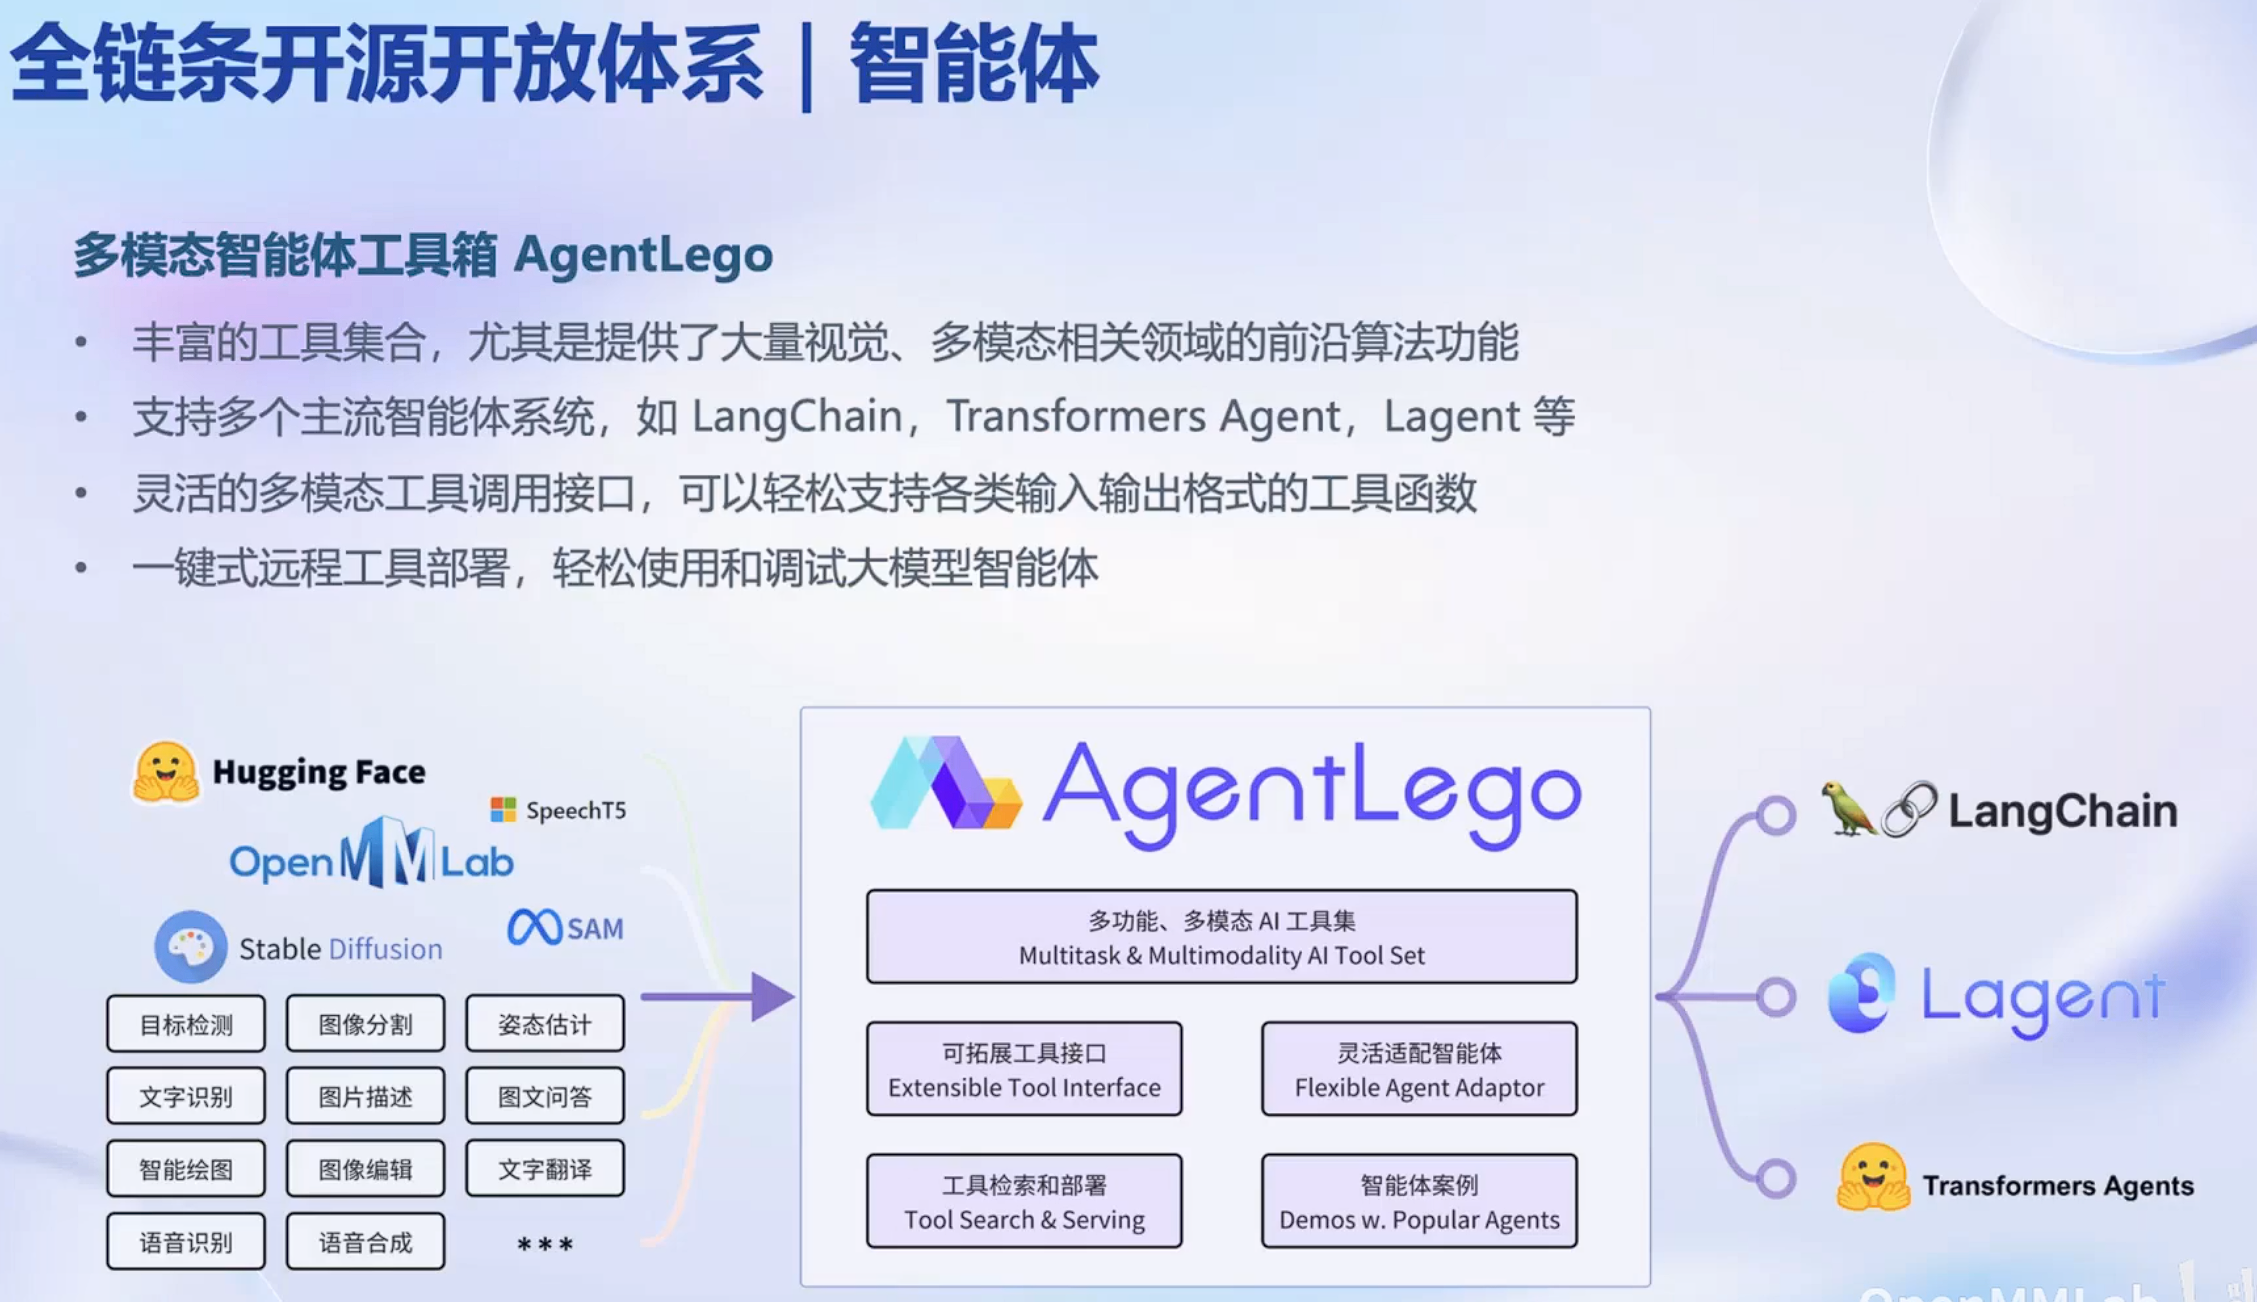 全链条开源开放体系 | 智能体
多模态智能体工具箱 AgentLego
• 丰富的工具集合，尤其是提供了大量视觉、多模态相关领域的前沿算法功能
• 支持多个主流智能体系统，如 LangChain，Transformers Agent，Lagent 等
• 灵活的多模态工具调用接口，可以轻松支持各类输入输出格式的工具函数
• 一键式远程工具部署，轻松使用和调试大模型智能体
Hugging Face
SpeechT5
OpenMMLab
SAM
Stable Diffusion
目标检测 图像分割 姿态估计
文字识别 图片描述 图文问答
智能绘图 图像编辑 文字翻译
语音识别 语音合成 ***
AgentLego
多功能、多模态 AI 工具集
Multitask & Multimodality AI Tool Set
可拓展工具接口
Extensible Tool Interface
灵活适配智能体
Flexible Agent Adaptor
工具检索和部署
Tool Search & Serving
智能体案例
Demos w. Popular Agents
LangChain
Lagent
Transformers Agents
OpenMMLab